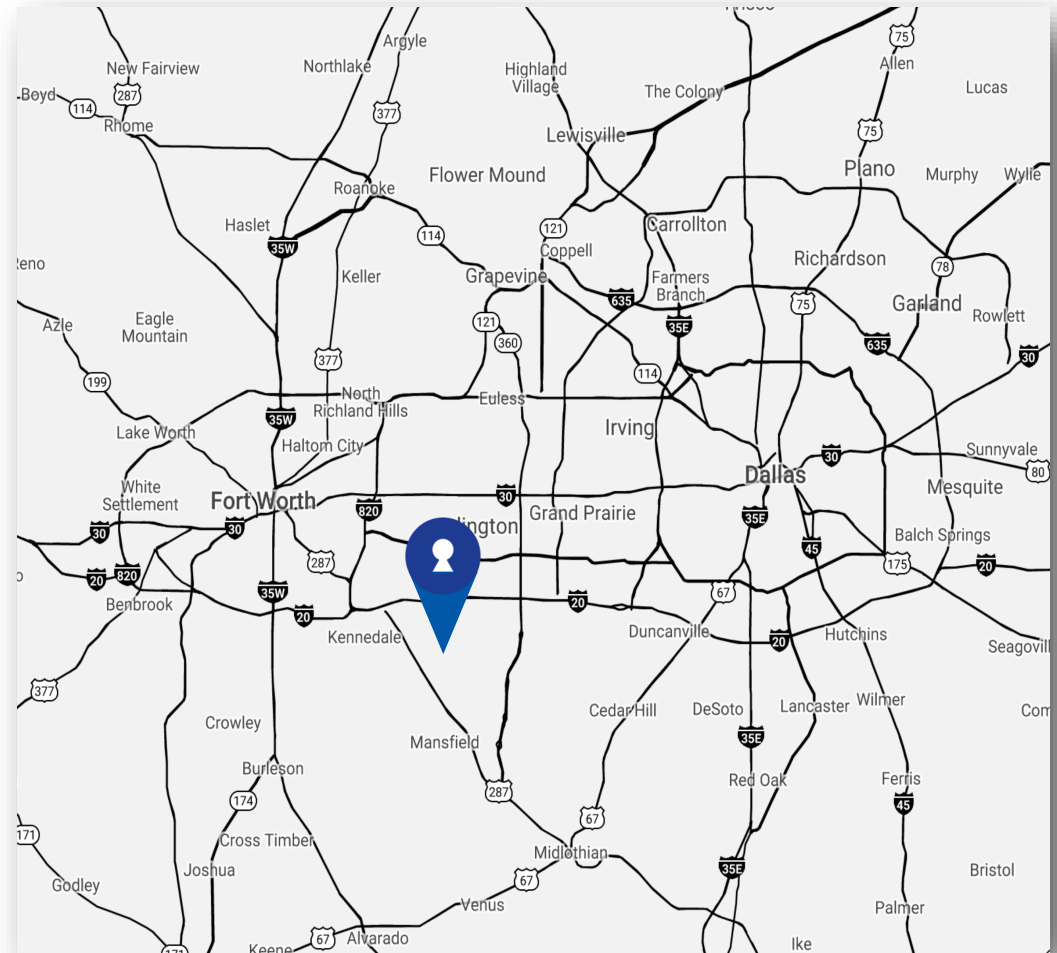 Argyle
75
New Fairview
Northlake
Allen
Highland
Village
287
Lucas
Boyd
The Colony
114
377
Rhome
75
Lewisville
Plano
Flower Mound
Murphy
Wylie
Roanoke
Haslet
121
Carrollton
114
35W
Coppell
Richardson
78
Keller
Grapevine
Farmers
Branch
635
75
Garland
Eagle
Mountain
Azle
121
35E
Rowlett
360
635
30
377
199
114
North
Richland Hills
Euless
35W
Irving
Lake Worth
Haltom City
30
Sunnyvale
80
Dallas
White
Settlement
Mesquite
Fort Worth
30
820
Grand Prairie
35E
30
30
Balch Springs
45
287
175
20
820
20
35W
67
Benbrook
20
20
Kennedale
Duncanville
Hutchins
20
377
Wilmer
Cedar Hill
DeSoto
Lancaster
Crowley
Mansfield
35E
Burleson
Red Oak
Ferris
287
174
45
67
171
Cross Timber
Midlothian
35E
Joshua
Bristol
Godley
67
Venus
Palmer
67
Alvarado
Ike
Keene
171